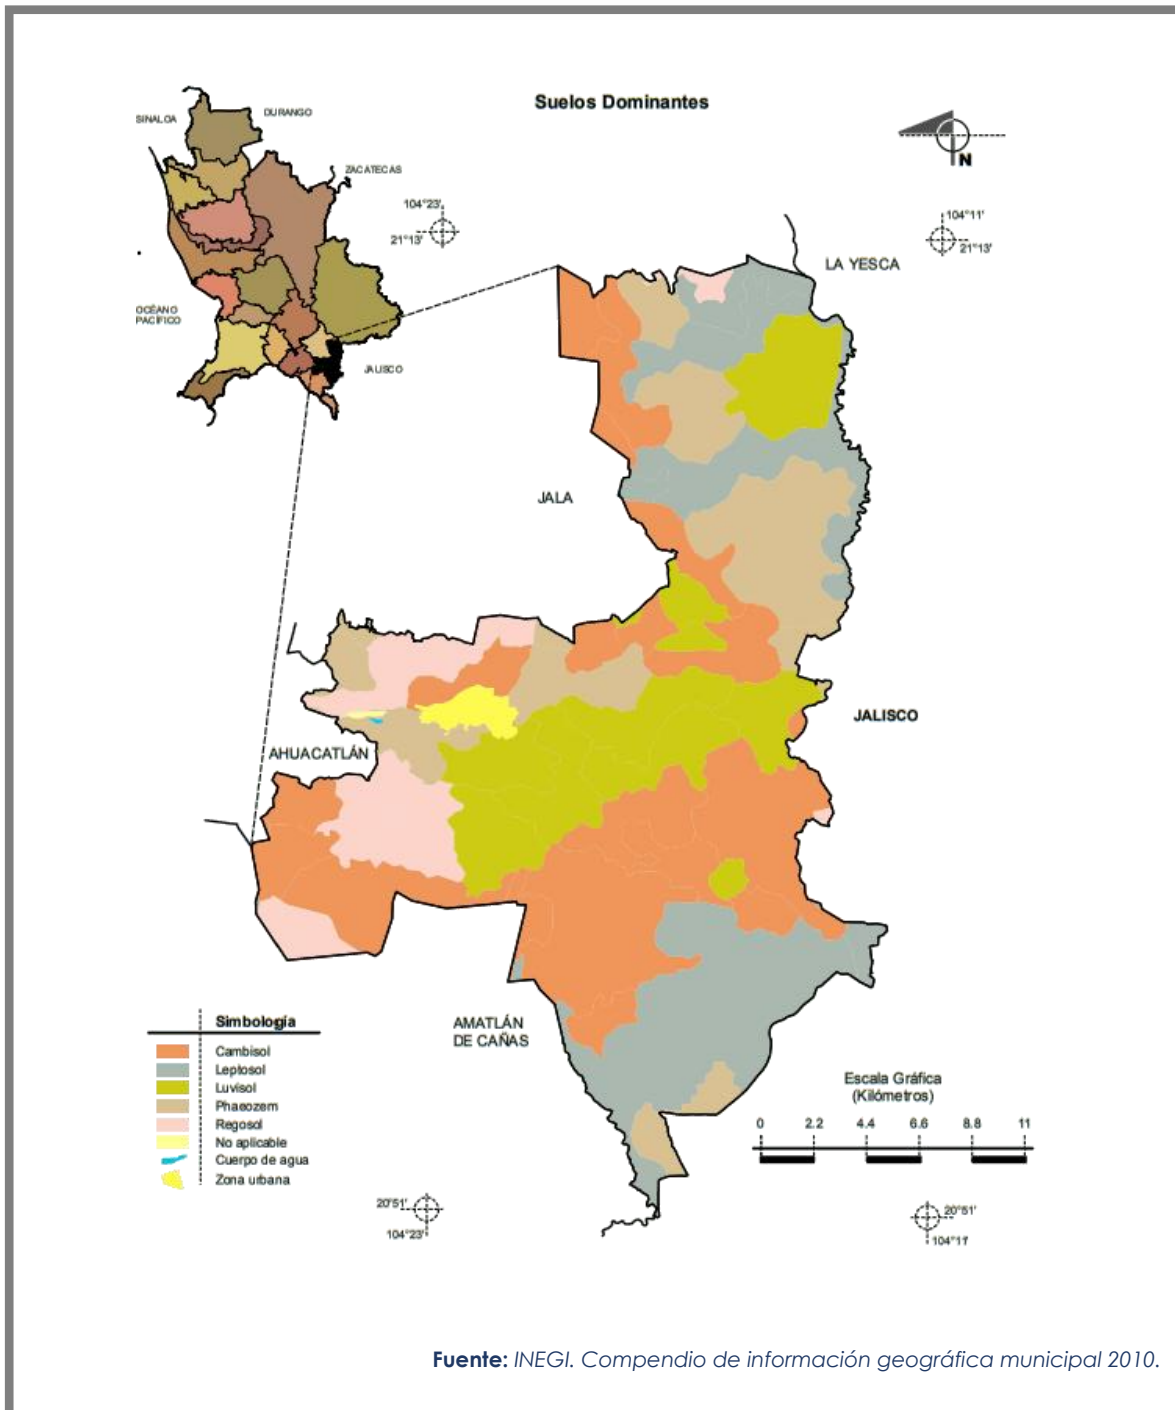 Suelos Dominantes
SINALOA
DURANGO
ZACATECAS
OCÉANO
PACÍFICO
JALISCO
N
104°23'
21°13'
104°11'
21°13'
LA YESCA
JALA
JALISCO
AHUACATLÁN
AMATLÁN
DE CAÑAS
Simbología
Cambisol
Leptosol
Luvisol
Phaeozem
Regosol
No aplicable
Cuerpo de agua
Zona urbana
Escala Gráfica
(Kilómetros)
0 2.2 4.4 6.6 8.8 11
20°51'
104°23'
20°51'
104°11'
Fuente: INEGI. Compendio de información geográfica municipal 2010.